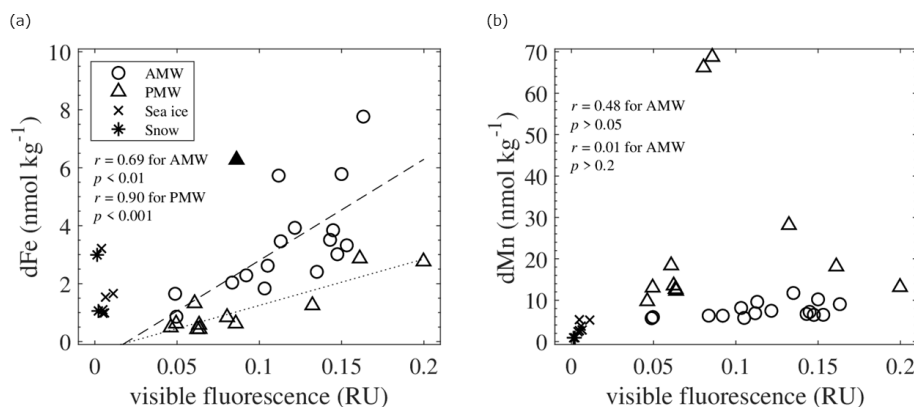 (a)
10
8
6
4
2
0
dFe (nmol kg⁻¹)
AMW
PMW
Sea ice
Snow
r = 0.69 for AMW
p < 0.01
r = 0.90 for PMW
p < 0.001
0 0.05 0.1 0.15 0.2
visible fluorescence (RU)
(b)
70
60
50
40
30
20
10
0
dMn (nmol kg⁻¹)
r = 0.48 for AMW
p > 0.05
r = 0.01 for AMW
p > 0.2
0 0.05 0.1 0.15 0.2
visible fluorescence (RU)